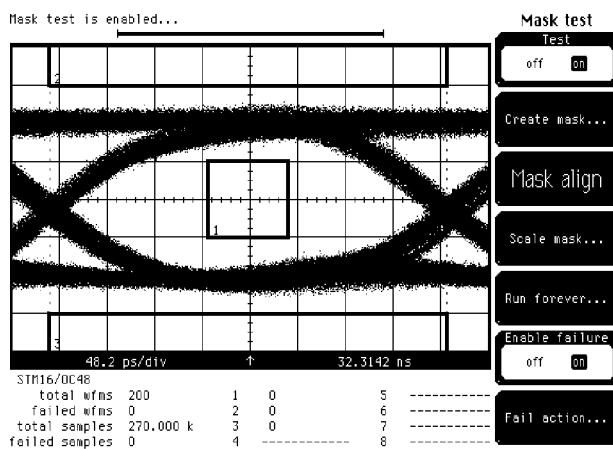 Mask test is enabled...
Mask test
Test
off on
Create mask...
Mask align
Scale mask...
Run forever...
Enable failure
off on
Fail action...
2
1
3
48.2 ps/div ↑ 32.3142 ns
STM16/OC48
total wfms 200 1 0 5 -----------
failed wfms 0 2 0 6 -----------
total samples 270.000 k 3 0 7 -----------
failed samples 0 4 ------------ 8 -----------